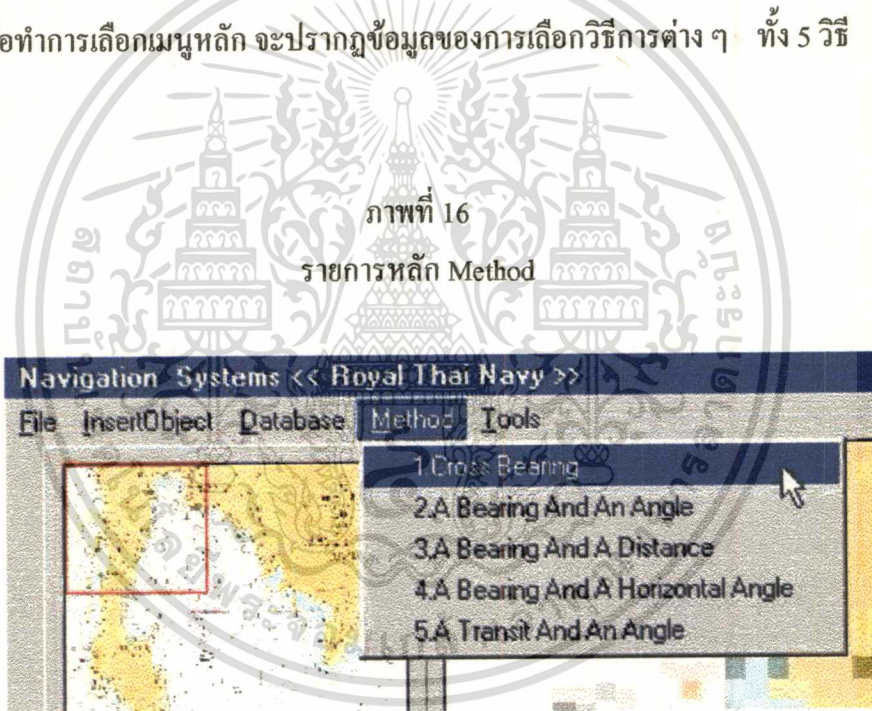 อทำการเลือกเมนูหลัก จะปรากฏข้อมูลของการเลือกวิธีการต่าง ๆ ทั้ง 5 วิธี
ภาพที่ 16
รายการหลัก Method
Navigation Systems << Royal Thai Navy >>
File InsertObject Database Method Tools
1.Cross Bearing
2.A Bearing And An Angle
3.A Bearing And A Distance
4.A Bearing And A Horizontal Angle
5.A Transit And An Angle